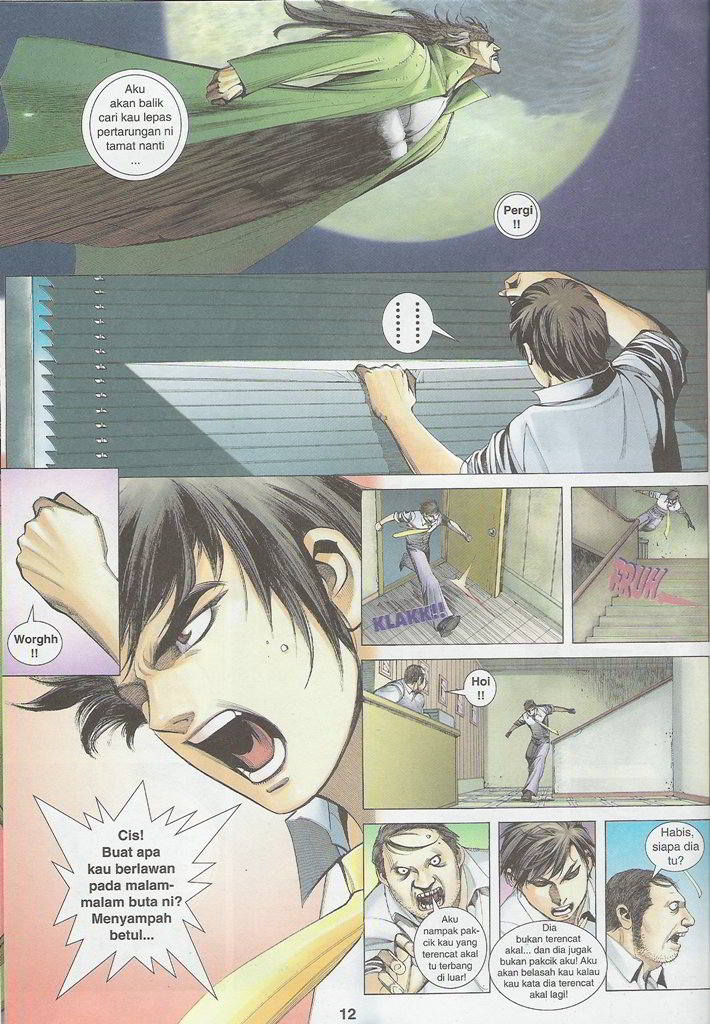 Aku
akan balik
cari kau lepas
pertarungan ni
tamat nanti
...
Pergi
!!
Worghh
!!
KLAKK!!
FRUH..
Hoi
!!
Cis!
Buat apa
kau berlawan
pada malam-
malam buta ni?
Menyampah
betul...
Aku
nampak pak-
cik kau yang
terencat akal
tu terbang
di luar!
Dia
bukan terencat
akal... dan dia jugak
bukan pakcik aku! Aku
akan belasah kau kalau
kau kata dia terencat
akal lagi!
Habis,
siapa dia
tu?
12